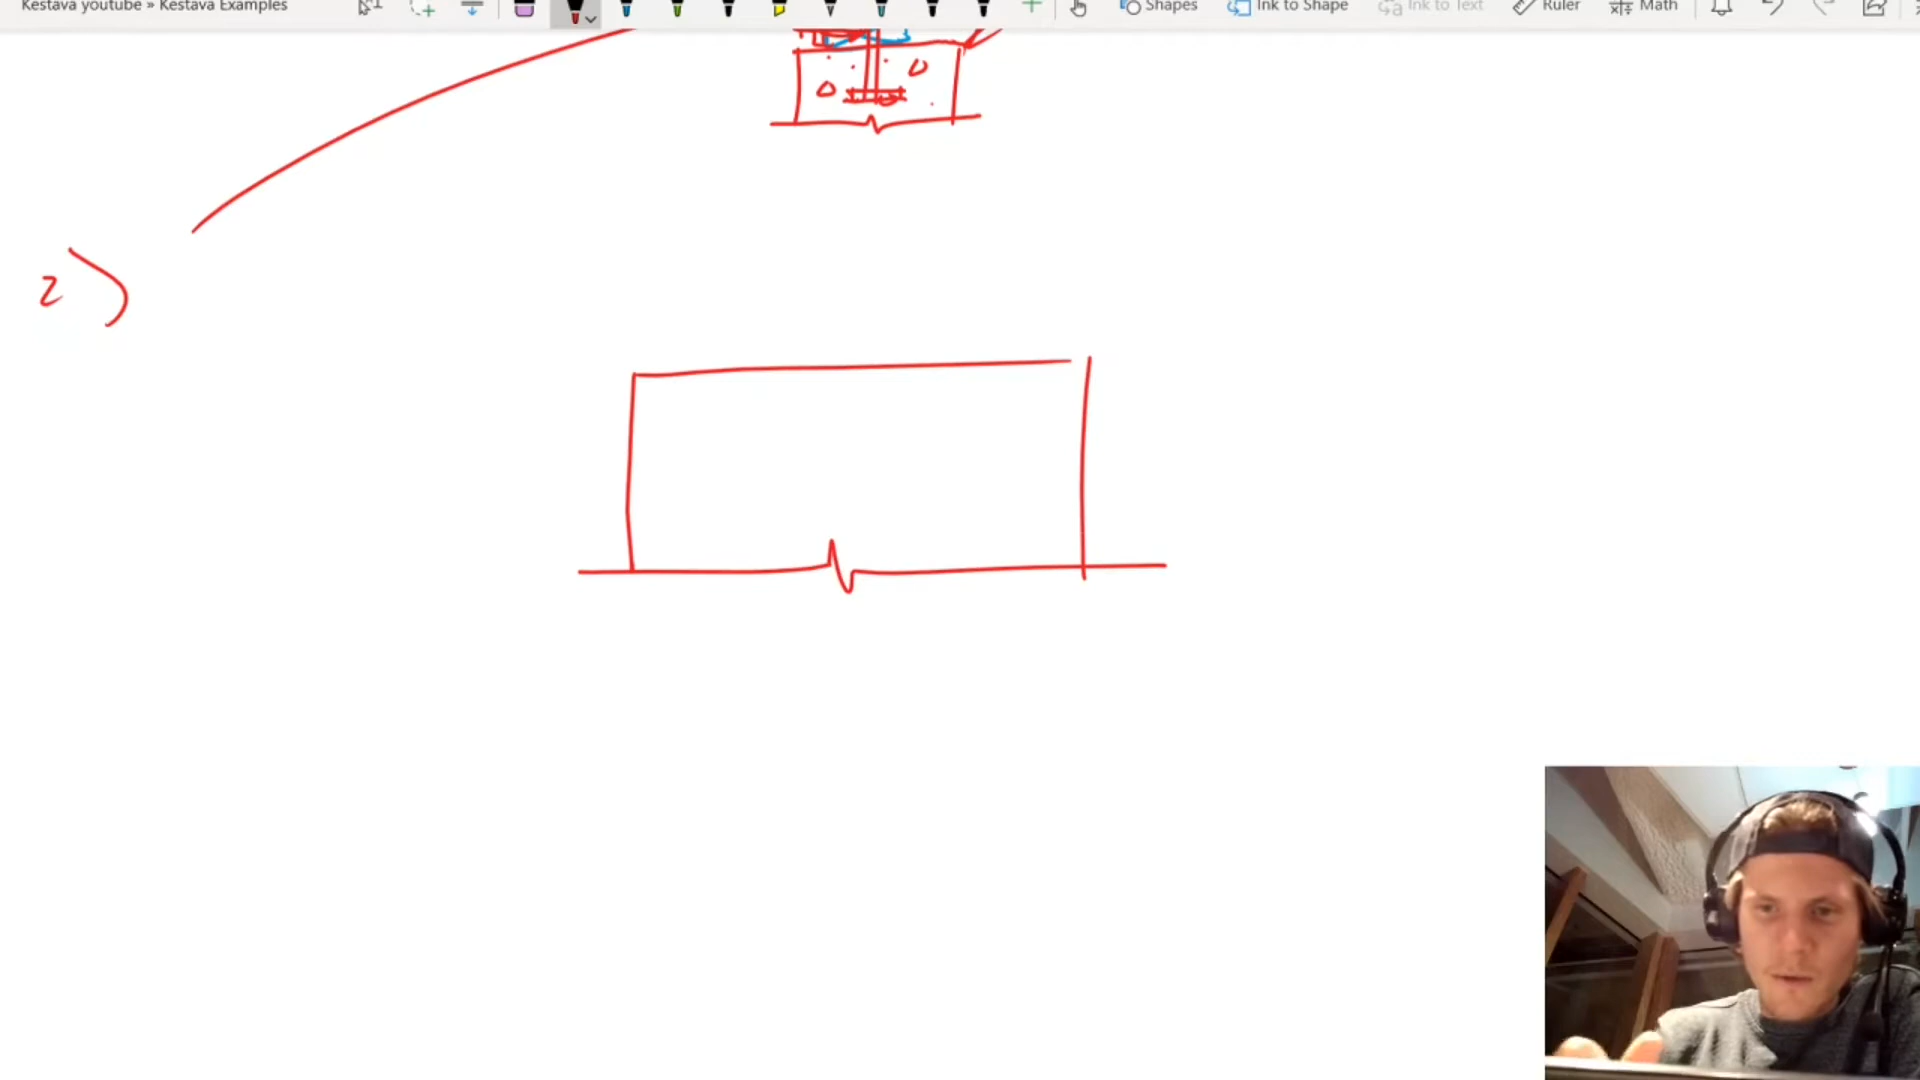 Kestava youtube » Kestava Examples
Shapes Ink to Shape Ink to Text Ruler Math
2)